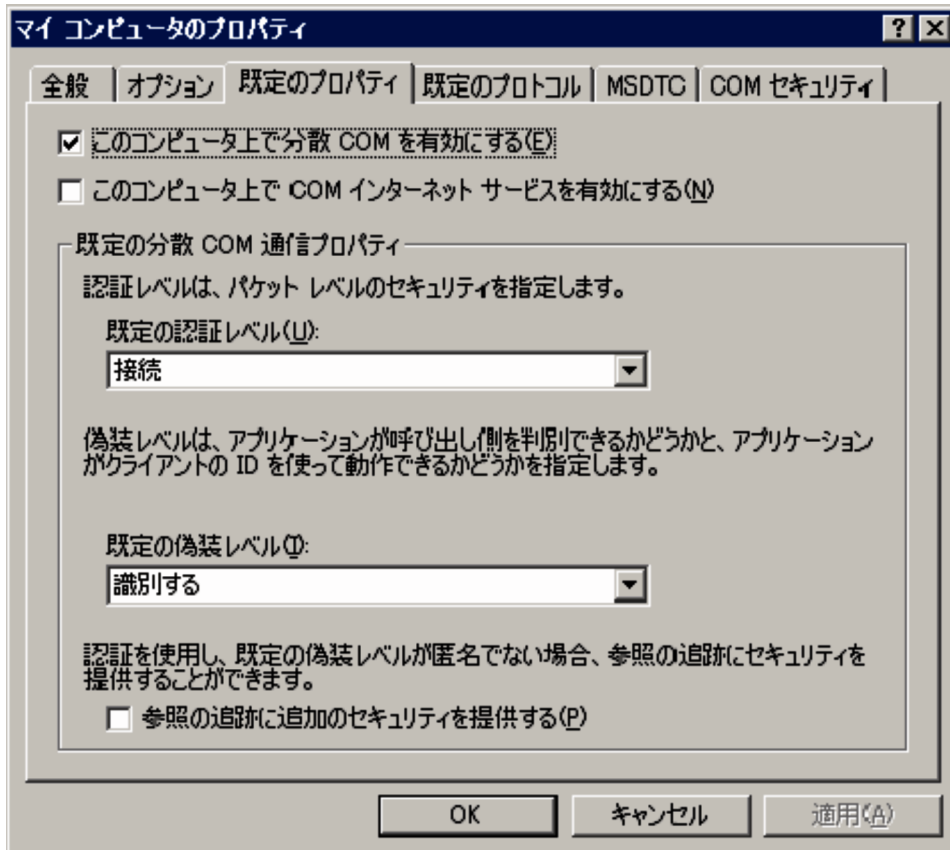 マイ コンピュータのプロパティ
全般 オプション 既定のプロパティ 既定のプロトコル MSDTC COM セキュリティ
このコンピュータ上で分散 COM を有効にする(E)
このコンピュータ上で COM インターネット サービスを有効にする(N)
既定の分散 COM 通信プロパティ
認証レベルは、パケット レベルのセキュリティを指定します。
既定の認証レベル(U):
接続
偽装レベルは、アプリケーションが呼び出し側を判別できるかどうかと、アプリケーション
がクライアントの ID を使って動作できるかどうかを指定します。
既定の偽装レベル(I):
識別する
認証を使用し、既定の偽装レベルが匿名でない場合、参照の追跡にセキュリティを
提供することができます。
参照の追跡に追加のセキュリティを提供する(P)
OK キャンセル 適用(A)